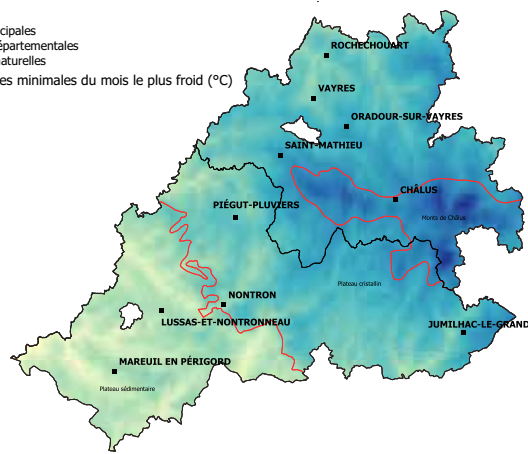 cipales
épartementales
naturelles
es minimales du mois le plus froid (°C)
ROCHECHOUART
VAYRES
ORADOUR-SUR-VAYRES
SAINT-MATHIEU
CHÂLUS
PIÉGUT-PLUVIERS
Monts de Châlus
Plateau cristallin
NONTRON
LUSSAS-ET-NONTRONNEAU
JUMILHAC-LE-GRAND
MAREUIL EN PÉRIGORD
Plateau sédimentaire